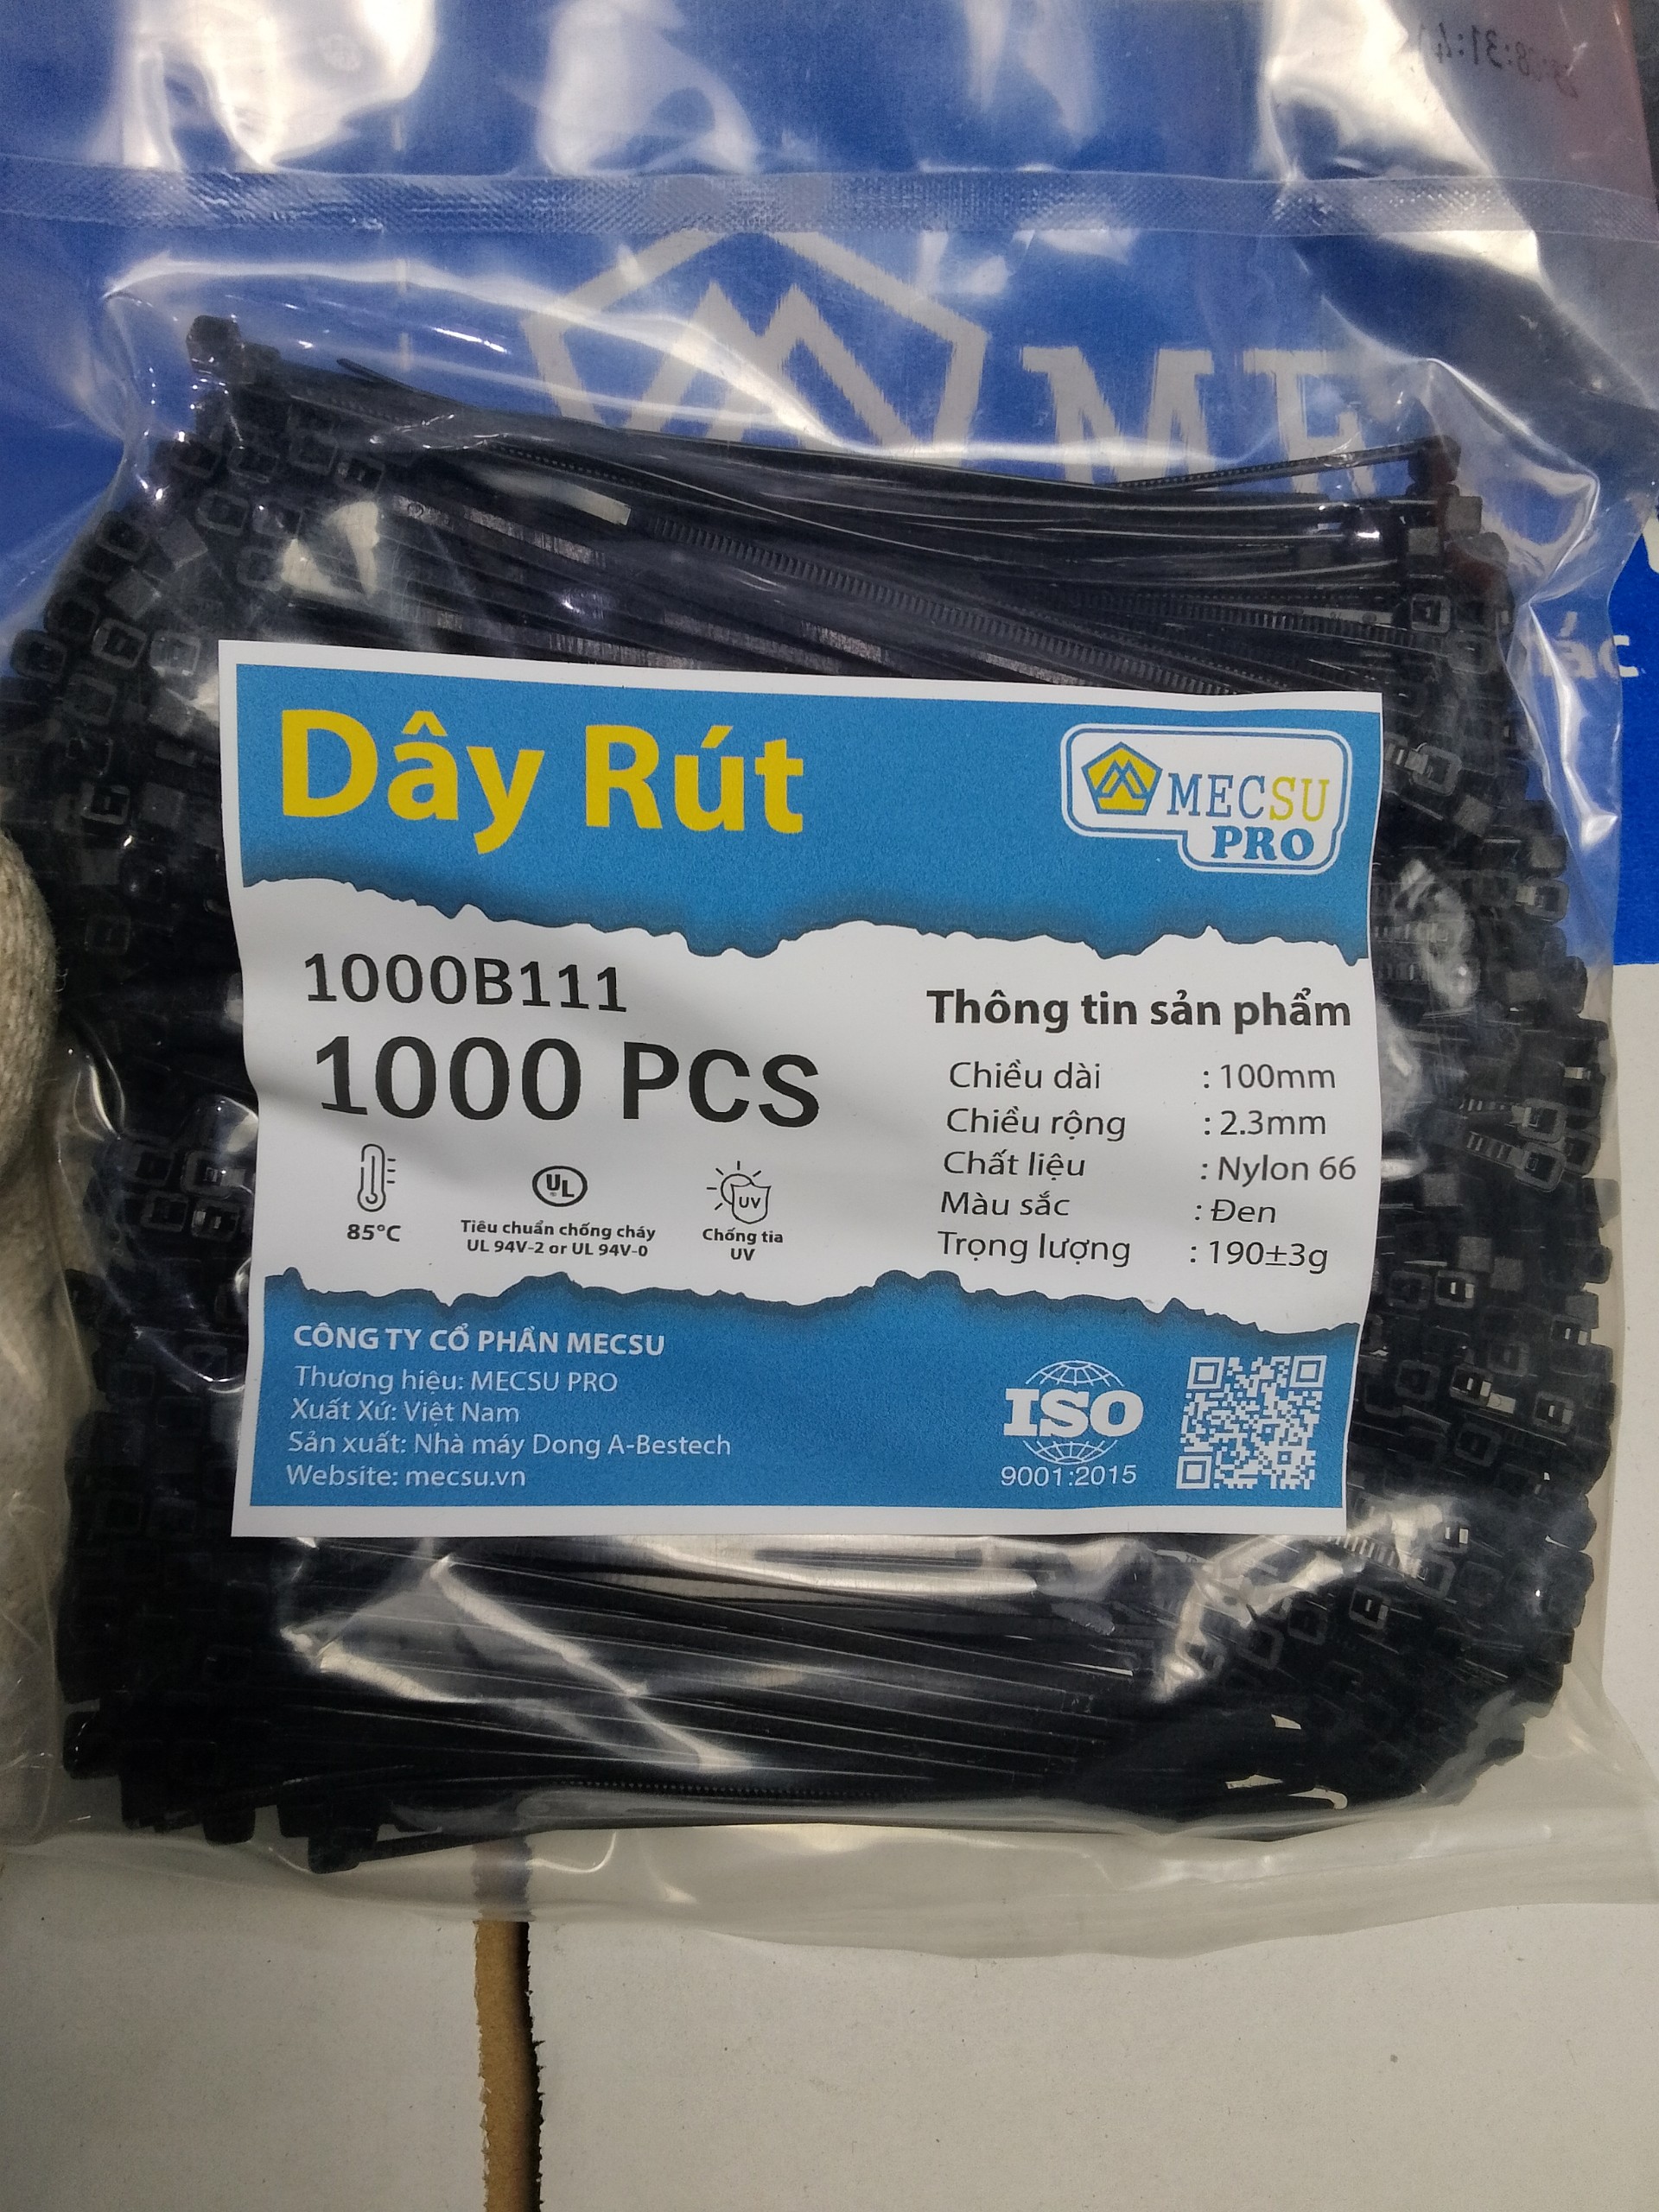 ME
ác
Dây Rút
MECSU
PRO
1000B111
1000 PCS
85°C
UL
Tiêu chuẩn chống cháy
UL 94V-2 or UL 94V-0
UV
Chống tia
UV
Thông tin sản phẩm
Chiều dài : 100mm
Chiều rộng : 2.3mm
Chất liệu : Nylon 66
Màu sắc : Đen
Trọng lượng : 190±3g
CÔNG TY CỔ PHẦN MECSU
Thương hiệu: MECSU PRO
Xuất Xứ: Việt Nam
Sản xuất: Nhà máy Dong A-Bestech
Website: mecsu.vn
ISO
9001:2015